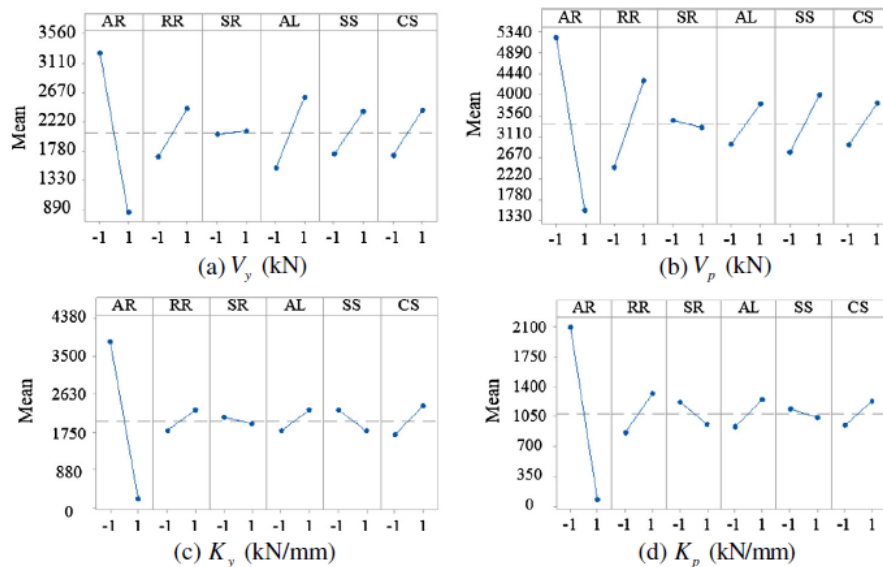 AR RR SR AL SS CS
3560
3110
2670
2220
1780
1330
890
Mean
-1 1 -1 1 -1 1 -1 1 -1 1 -1 1
(a) V_y (kN)
AR RR SR AL SS CS
5340
4890
4440
4000
3560
3110
2670
2220
1780
1330
Mean
-1 1 -1 1 -1 1 -1 1 -1 1 -1 1
(b) V_p (kN)
AR RR SR AL SS CS
4380
3500
2630
1750
880
0
Mean
-1 1 -1 1 -1 1 -1 1 -1 1 -1 1
(c) K_y (kN/mm)
AR RR SR AL SS CS
2100
1750
1400
1050
700
350
0
Mean
-1 1 -1 1 -1 1 -1 1 -1 1 -1 1
(d) K_p (kN/mm)